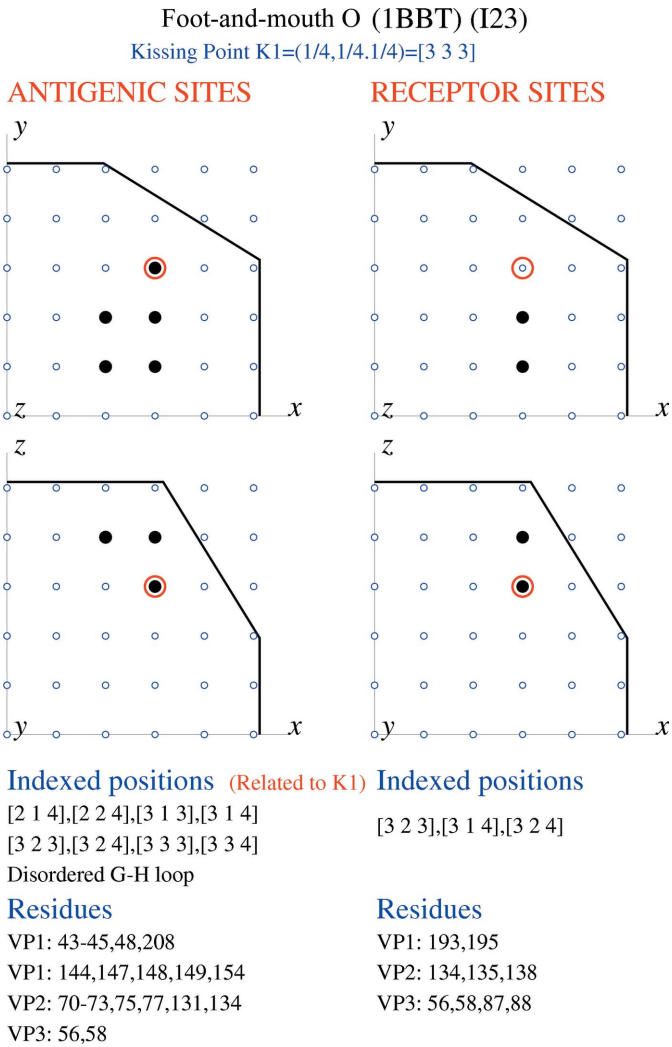 Foot-and-mouth O (1BBT) (I23)
Kissing Point K1=(1/4,1/4.1/4)=[3 3 3]
ANTIGENIC SITES
RECEPTOR SITES
y
y
z
x
z
x
z
z
y
x
y
x
Indexed positions (Related to K1)
Indexed positions
[2 1 4],[2 2 4],[3 1 3],[3 1 4]
[3 2 3],[3 2 4],[3 3 3],[3 3 4]
[3 2 3],[3 1 4],[3 2 4]
Disordered G-H loop
Residues
Residues
VP1: 43-45,48,208
VP1: 193,195
VP1: 144,147,148,149,154
VP2: 134,135,138
VP2: 70-73,75,77,131,134
VP3: 56,58,87,88
VP3: 56,58